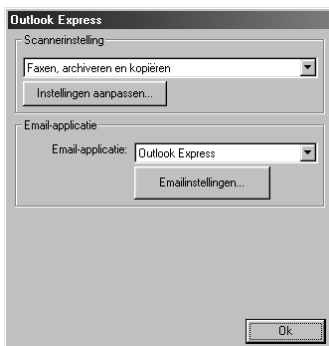 Outlook Express
Scannerinstelling
Faxen, archiveren en kopiëren
Instellingen aanpassen...
Email-applicatie
Email-applicatie: Outlook Express
Emailinstellingen...
Ok